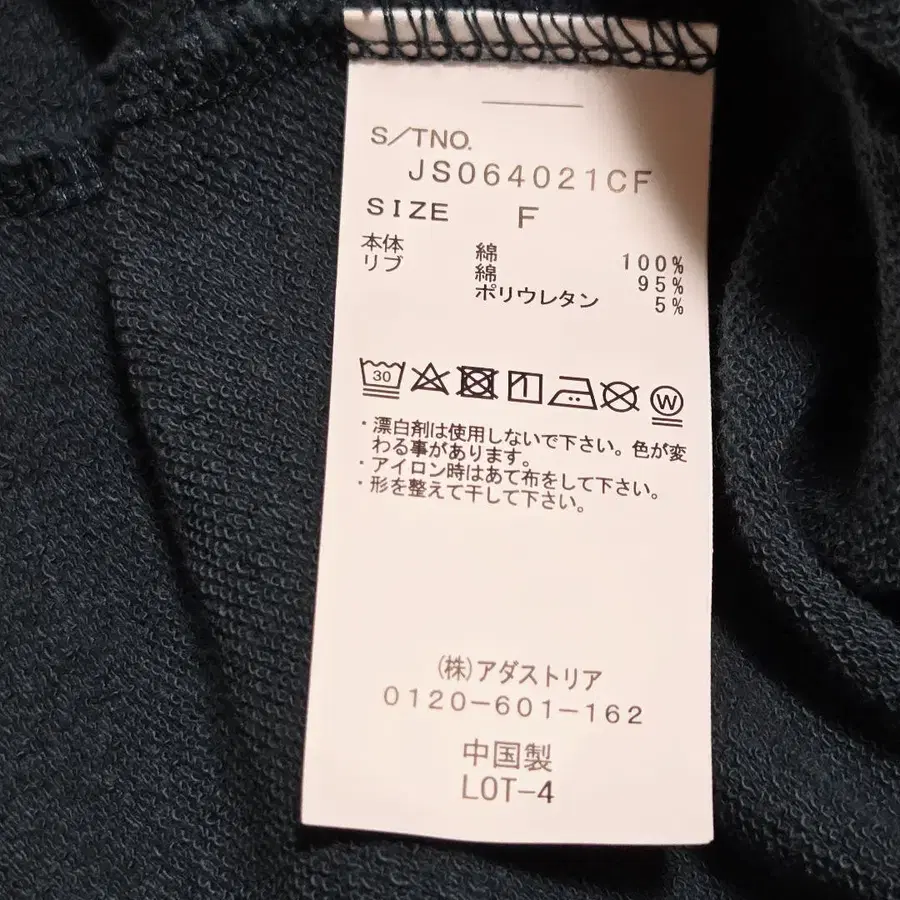 S/TNO.
JS064021CF
SIZE F
本体 綿 100%
リブ 綿 95%
ポリウレタン 5%
30 W
・漂白剤は使用しないで下さい。色が変
わる事があります。
・アイロン時はあて布をして下さい。
・形を整えて干して下さい。
(株)アダストリア
0120-601-162
中国製
LOT-4